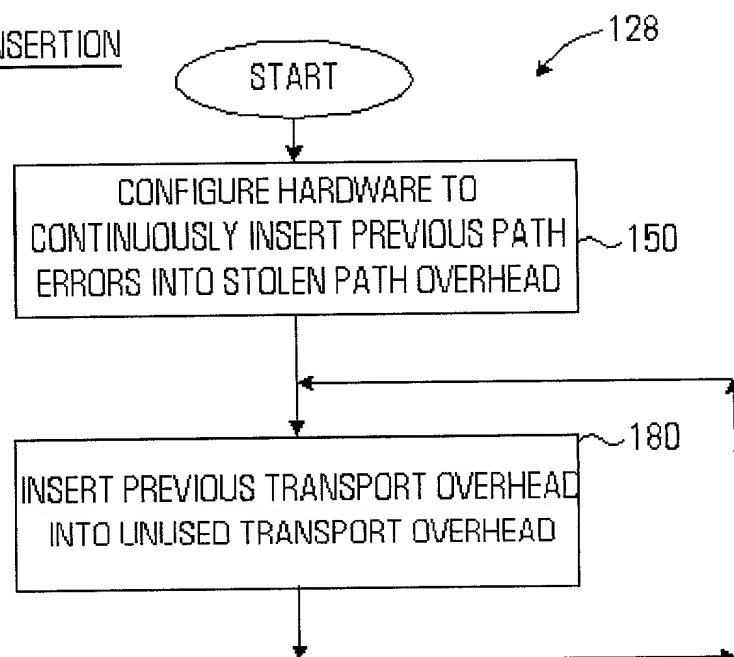 NSERTION
128
START
CONFIGURE HARDWARE TO
CONTINUOUSLY INSERT PREVIOUS PATH
ERRORS INTO STOLEN PATH OVERHEAD
150
180
INSERT PREVIOUS TRANSPORT OVERHEAD
INTO UNUSED TRANSPORT OVERHEAD